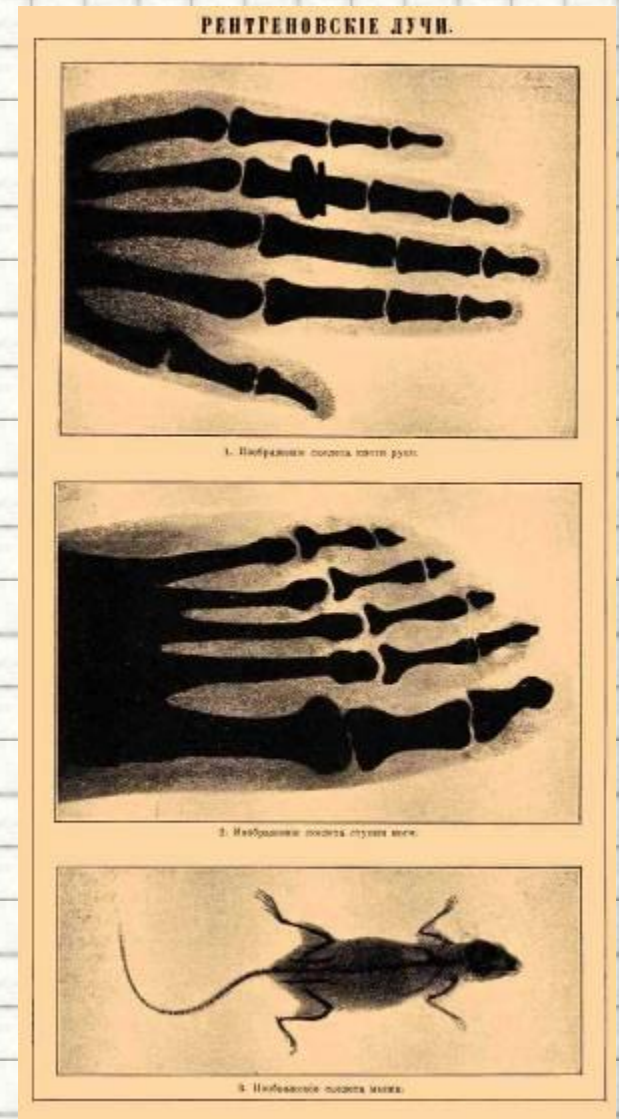 РЕНТГЕНОВСКІЕ ЛУЧИ.
1. Изображеніе скелета кисти руки.
2. Изображеніе скелета ступни ноги.
3. Изображеніе скелета мыши.